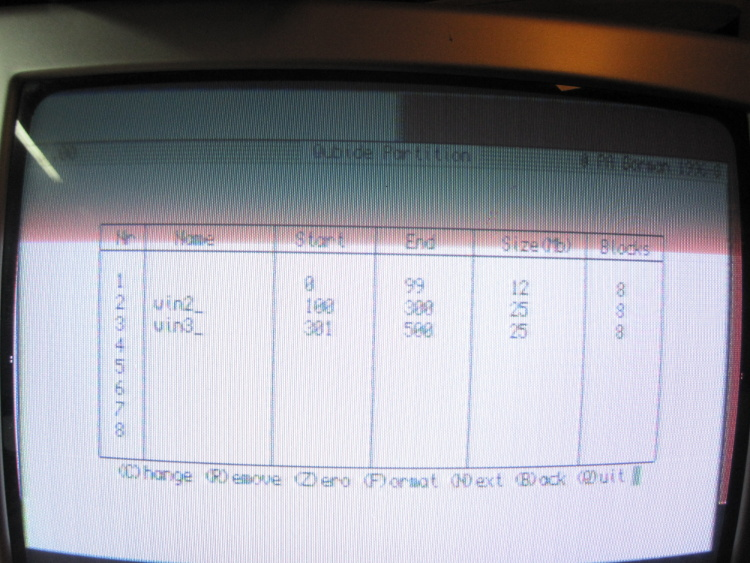 Qubide Partition
Nr Name Start End Size(Mb) Blocks
1 0 99 12 8
2 win2_ 100 300 25 8
3 win3_ 301 500 25 8
4
5
6
7
8
(C)hange (R)emove (Z)ero (F)ormat (N)ext (B)ack (Q)uit